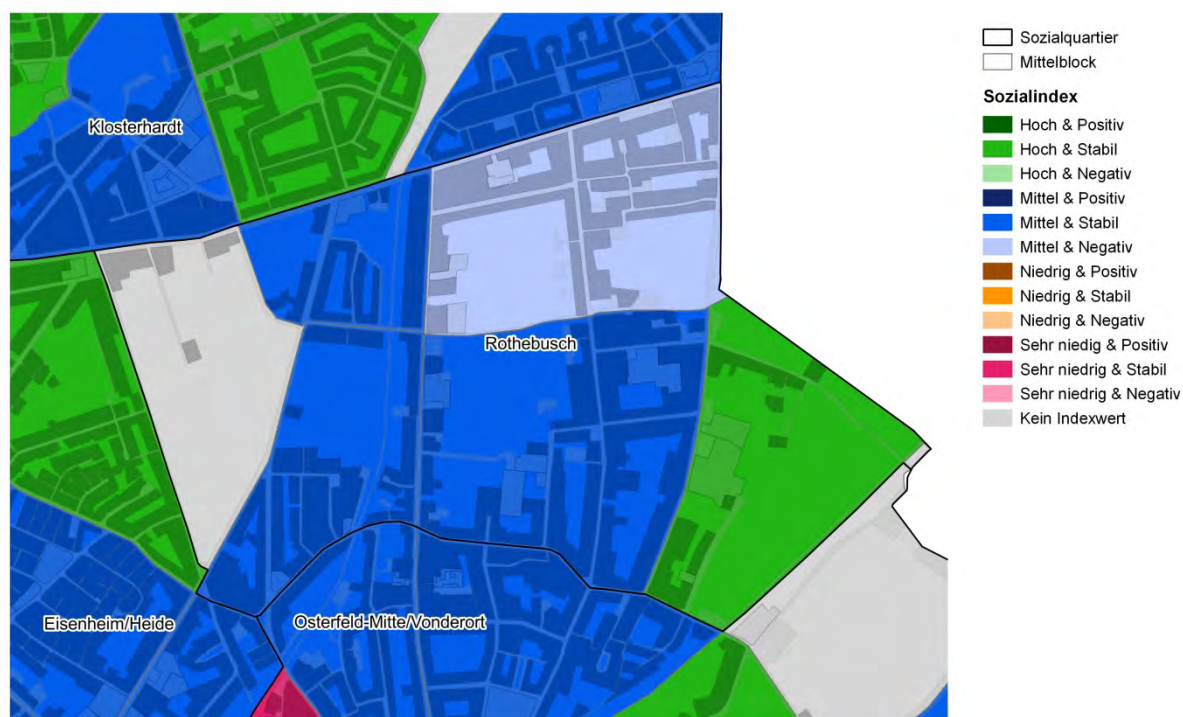 Klosterhardt
Rothebusch
Eisenheim/Heide
Osterfeld-Mitte/Vonderort
Sozialquartier
Mittelblock
Sozialindex
Hoch & Positiv
Hoch & Stabil
Hoch & Negativ
Mittel & Positiv
Mittel & Stabil
Mittel & Negativ
Niedrig & Positiv
Niedrig & Stabil
Niedrig & Negativ
Sehr niedig & Positiv
Sehr niedrig & Stabil
Sehr niedrig & Negativ
Kein Indexwert